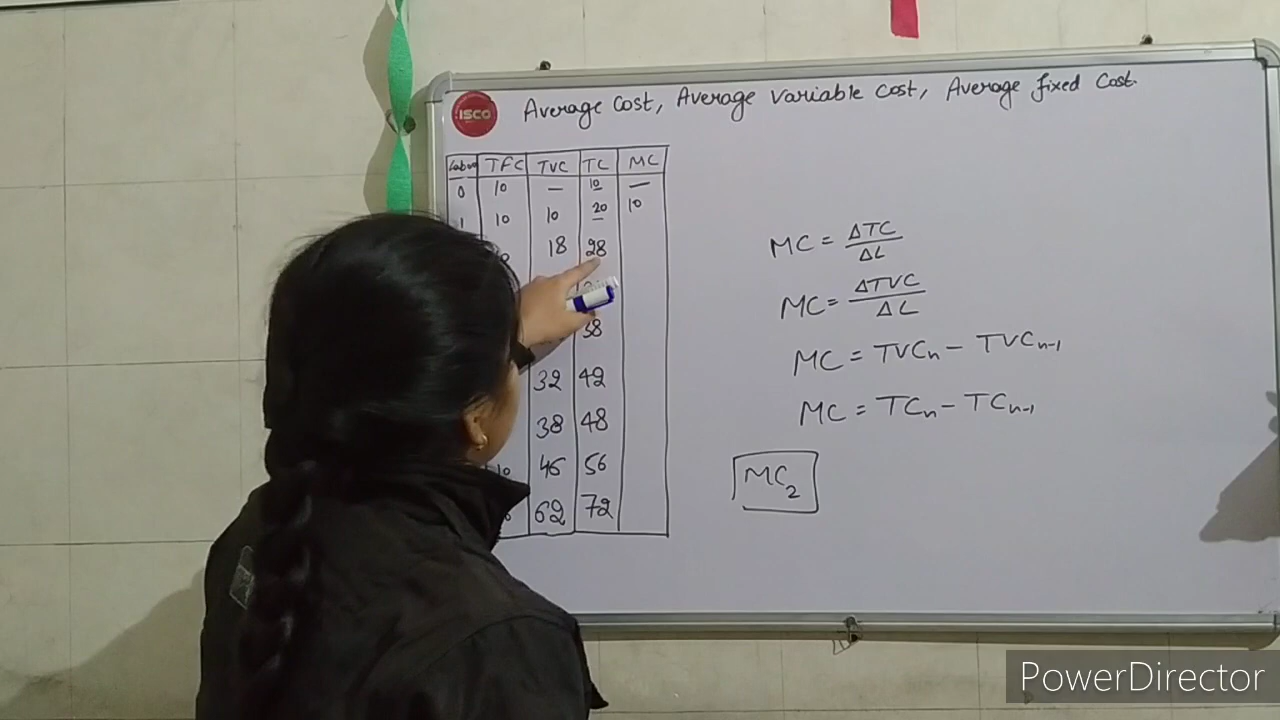 ISCO
Average Cost, Average Variable Cost, Average fixed Cost.
Labour TFC TVC TC MC
0 10 — 10 —
1 10 10 20 10
18 28
38
32 42
38 48
10 46 56
62 72
MC = ΔTC / ΔL
MC = ΔTVC / ΔL
MC = TVCn - TVCn-1
MC = TCn - TCn-1
MC2
PowerDirector